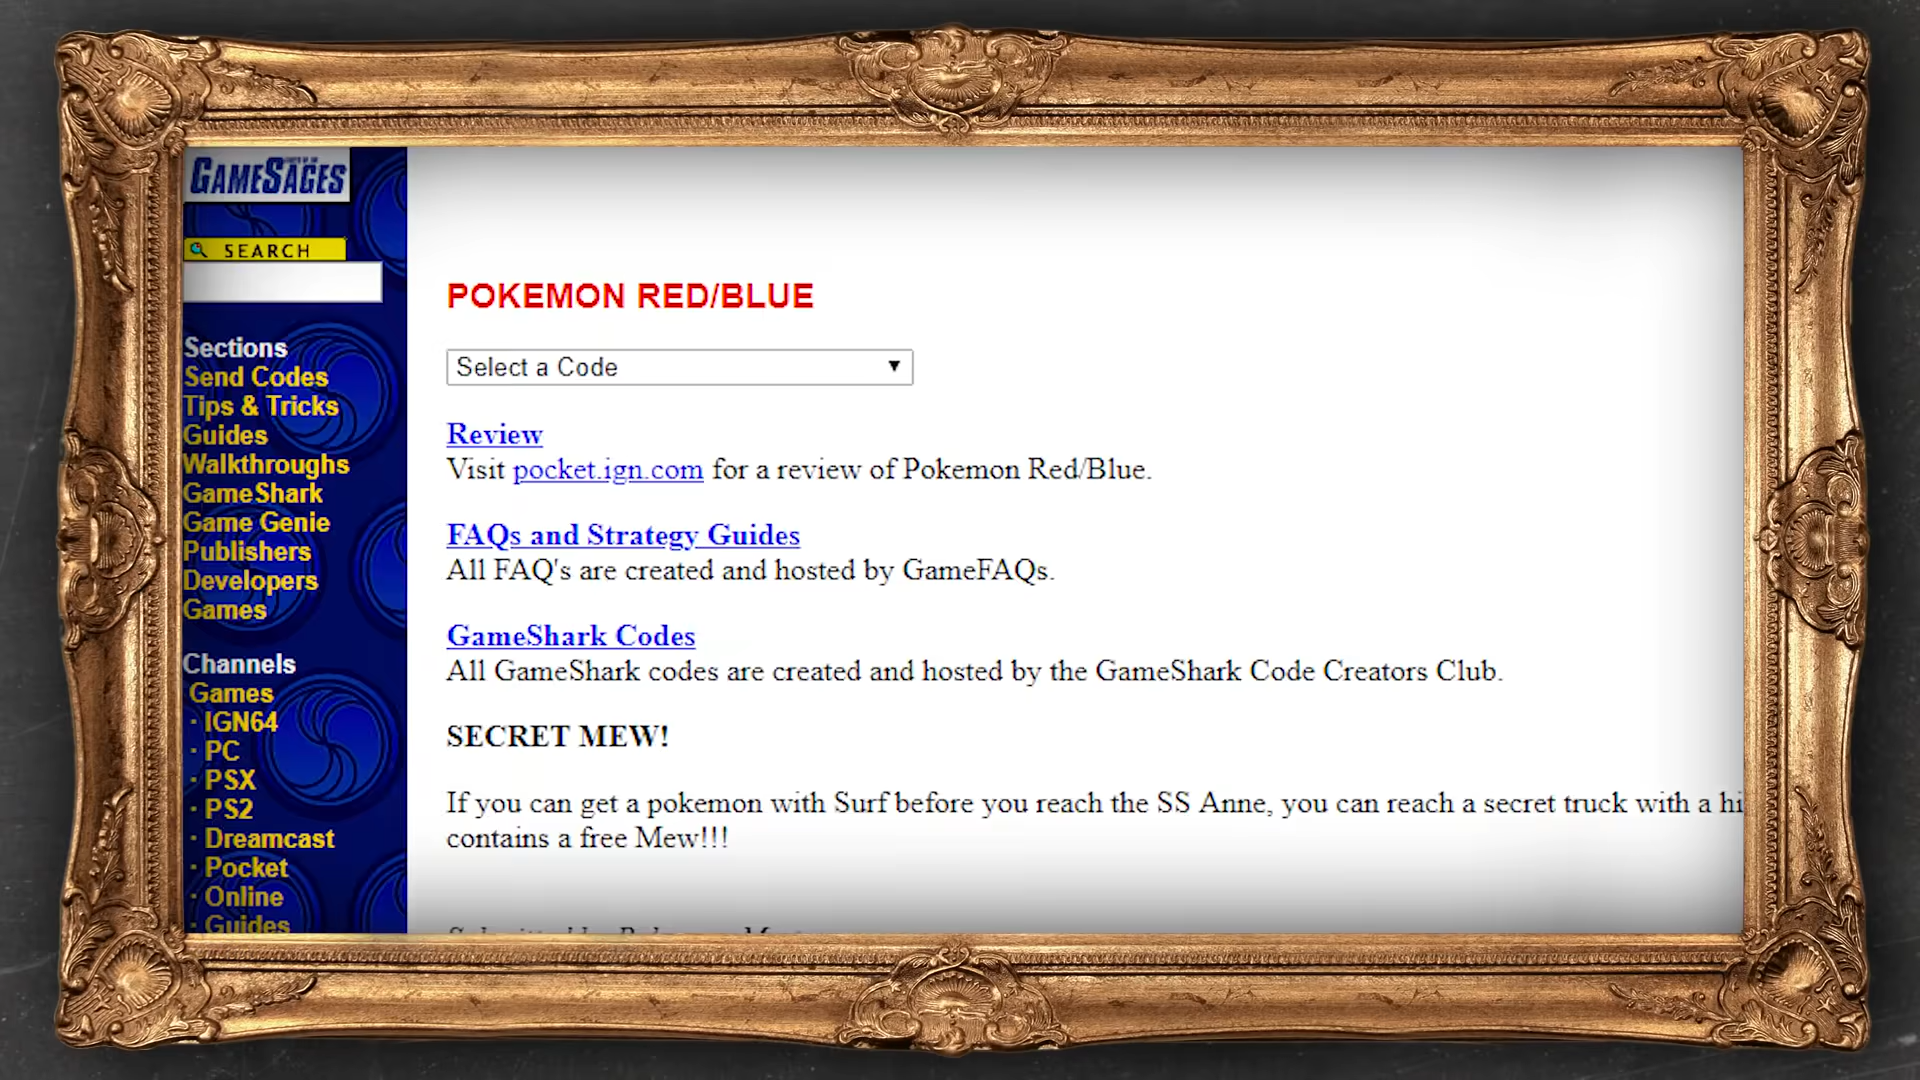 GAMESAGES
SEARCH
Sections
Send Codes
Tips & Tricks
Guides
Walkthroughs
GameShark
Game Genie
Publishers
Developers
Games
Channels
Games
· IGN64
· PC
· PSX
· PS2
· Dreamcast
· Pocket
· Online
· Guides
POKEMON RED/BLUE
Select a Code
Review
Visit pocket.ign.com for a review of Pokemon Red/Blue.
FAQs and Strategy Guides
All FAQ's are created and hosted by GameFAQs.
GameShark Codes
All GameShark codes are created and hosted by the GameShark Code Creators Club.
SECRET MEW!
If you can get a pokemon with Surf before you reach the SS Anne, you can reach a secret truck with a hi
contains a free Mew!!!